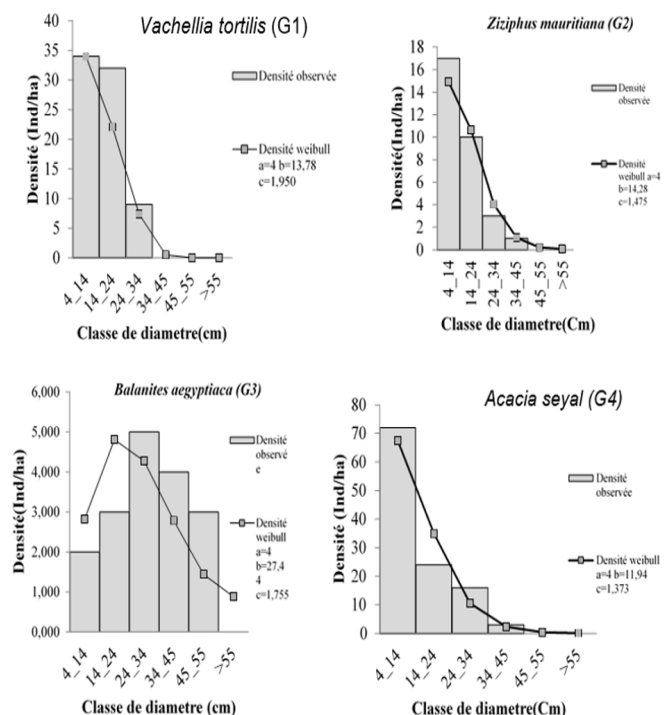 Vachellia tortilis (G1)
Densité (Ind/ha)
40
35
30
25
20
15
10
5
0
Densité observée
Densité weibull
a=4 b=13,78
c=1,950
4_14
14_24
24_34
34_45
45_55
>55
Classe de diametre(cm)
Ziziphus mauritiana (G2)
Densité(Ind/ha)
18
16
14
12
10
8
6
4
2
0
Densité
observée
Densité
weibull a=4
b=14,28
c=1,475
4_14
14_24
24_34
34_45
45_55
>55
Classe de diametre(Cm)
Balanites aegyptiaca (G3)
Densité(Ind/ha)
6,000
5,000
4,000
3,000
2,000
1,000
0,000
Densité
observé
e
Densité
weibull
a=4
b=27,4
4
c=1,755
4_14
14_24
24_34
34_45
45_55
>55
Classe de diametre (cm)
Acacia seyal (G4)
Densité (Ind/ha)
80
70
60
50
40
30
20
10
0
Densité
observée
Densité weibull
a=4 b=11,94
c=1,373
4_14
14_24
24_34
34_45
45_55
>55
Classe de diametre(Cm)